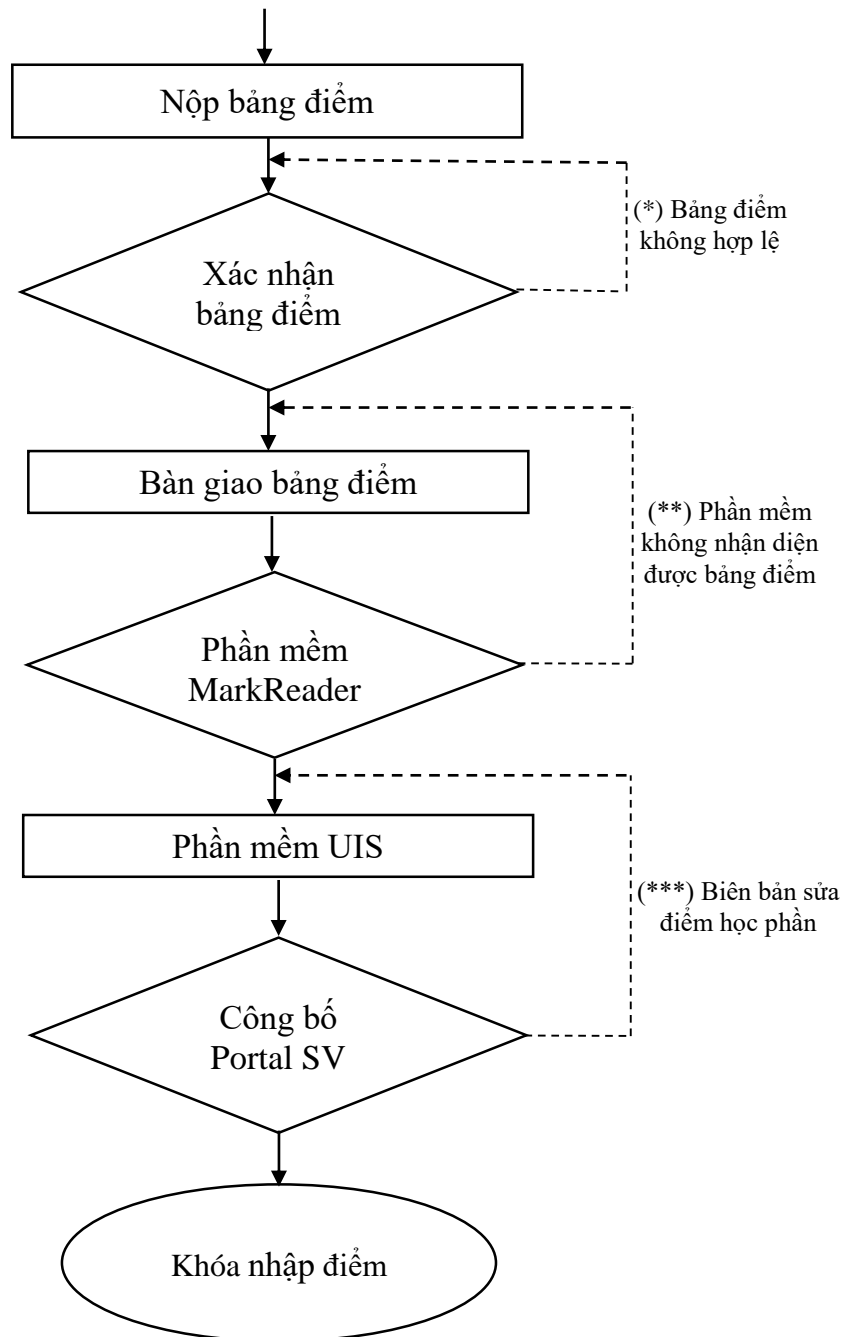 Nộp bảng điểm
(*) Bảng điểm
không hợp lệ
Xác nhận
bảng điểm
Bàn giao bảng điểm
(**) Phần mềm
không nhận diện
được bảng điểm
Phần mềm
MarkReader
Phần mềm UIS
(***) Biên bản sửa
điểm học phần
Công bố
Portal SV
Khóa nhập điểm